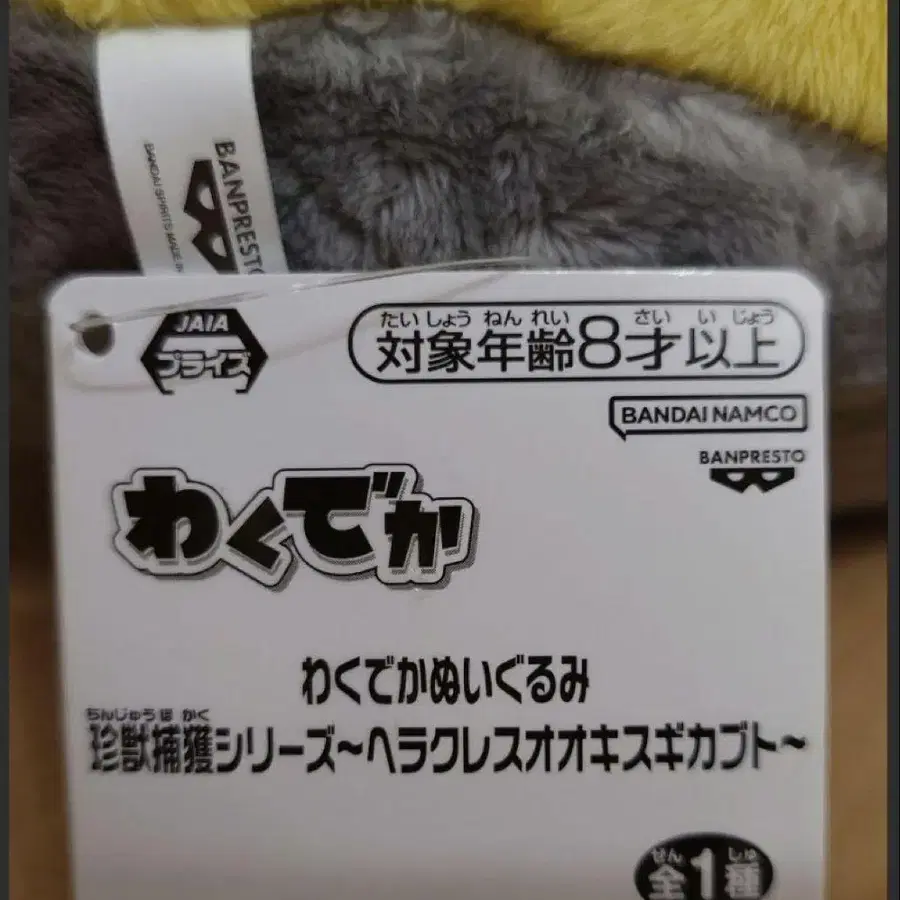 BANPRESTO
BANDAI SPIRITS MADE IN
JAIA
プライズ
たいしょうねんれい さいいじょう
対象年齢8才以上
BANDAI NAMCO
BANPRESTO
わくでか
わくでかぬいぐるみ
ちんじゅうほかく
珍獣捕獲シリーズ～ヘラクレスオオキスギカブト～
ぜん しゅ
全1種